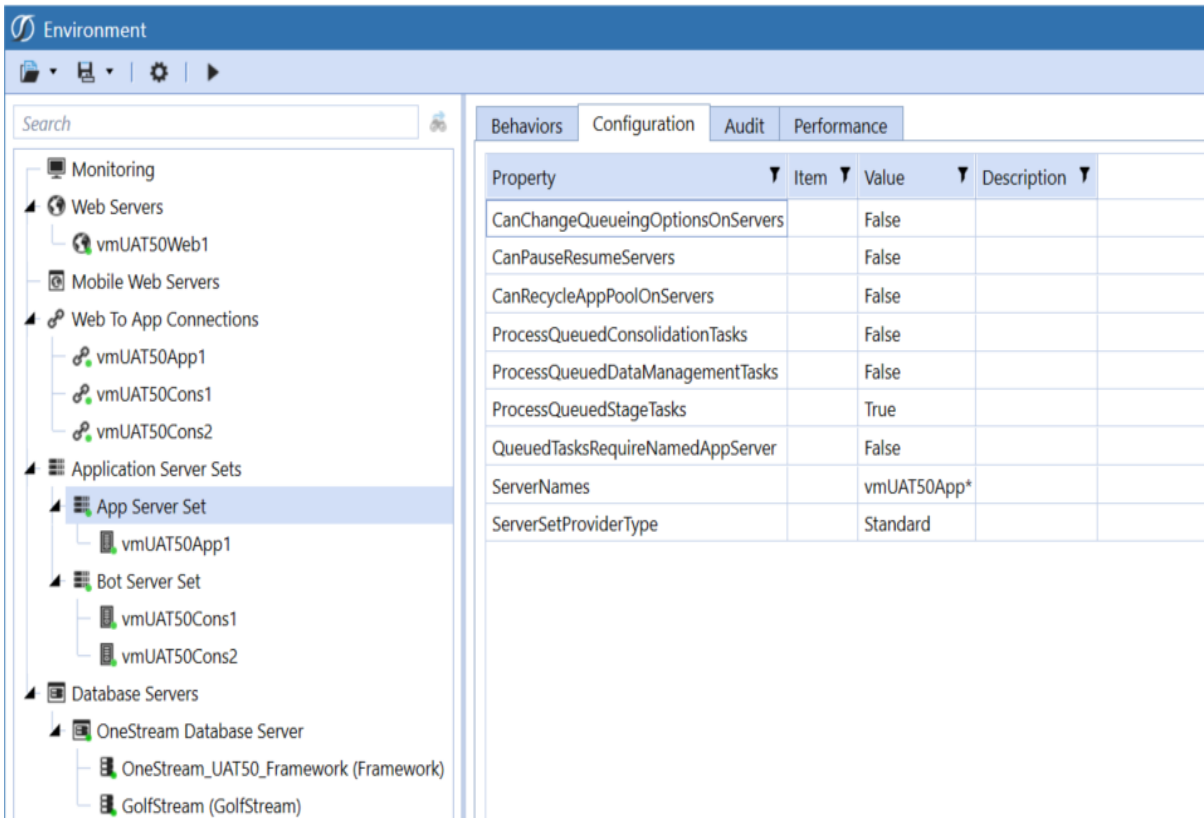 Environment
Search
Monitoring
Web Servers
vmUAT50Web1
Mobile Web Servers
Web To App Connections
vmUAT50App1
vmUAT50Cons1
vmUAT50Cons2
Application Server Sets
App Server Set
vmUAT50App1
Bot Server Set
vmUAT50Cons1
vmUAT50Cons2
Database Servers
OneStream Database Server
OneStream_UAT50_Framework (Framework)
GolfStream (GolfStream)
Behaviors Configuration Audit Performance
Property Item Value Description
CanChangeQueueingOptionsOnServers False
CanPauseResumeServers False
CanRecycleAppPoolOnServers False
ProcessQueuedConsolidationTasks False
ProcessQueuedDataManagementTasks False
ProcessQueuedStageTasks True
QueuedTasksRequireNamedAppServer False
ServerNames vmUAT50App*
ServerSetProviderType Standard